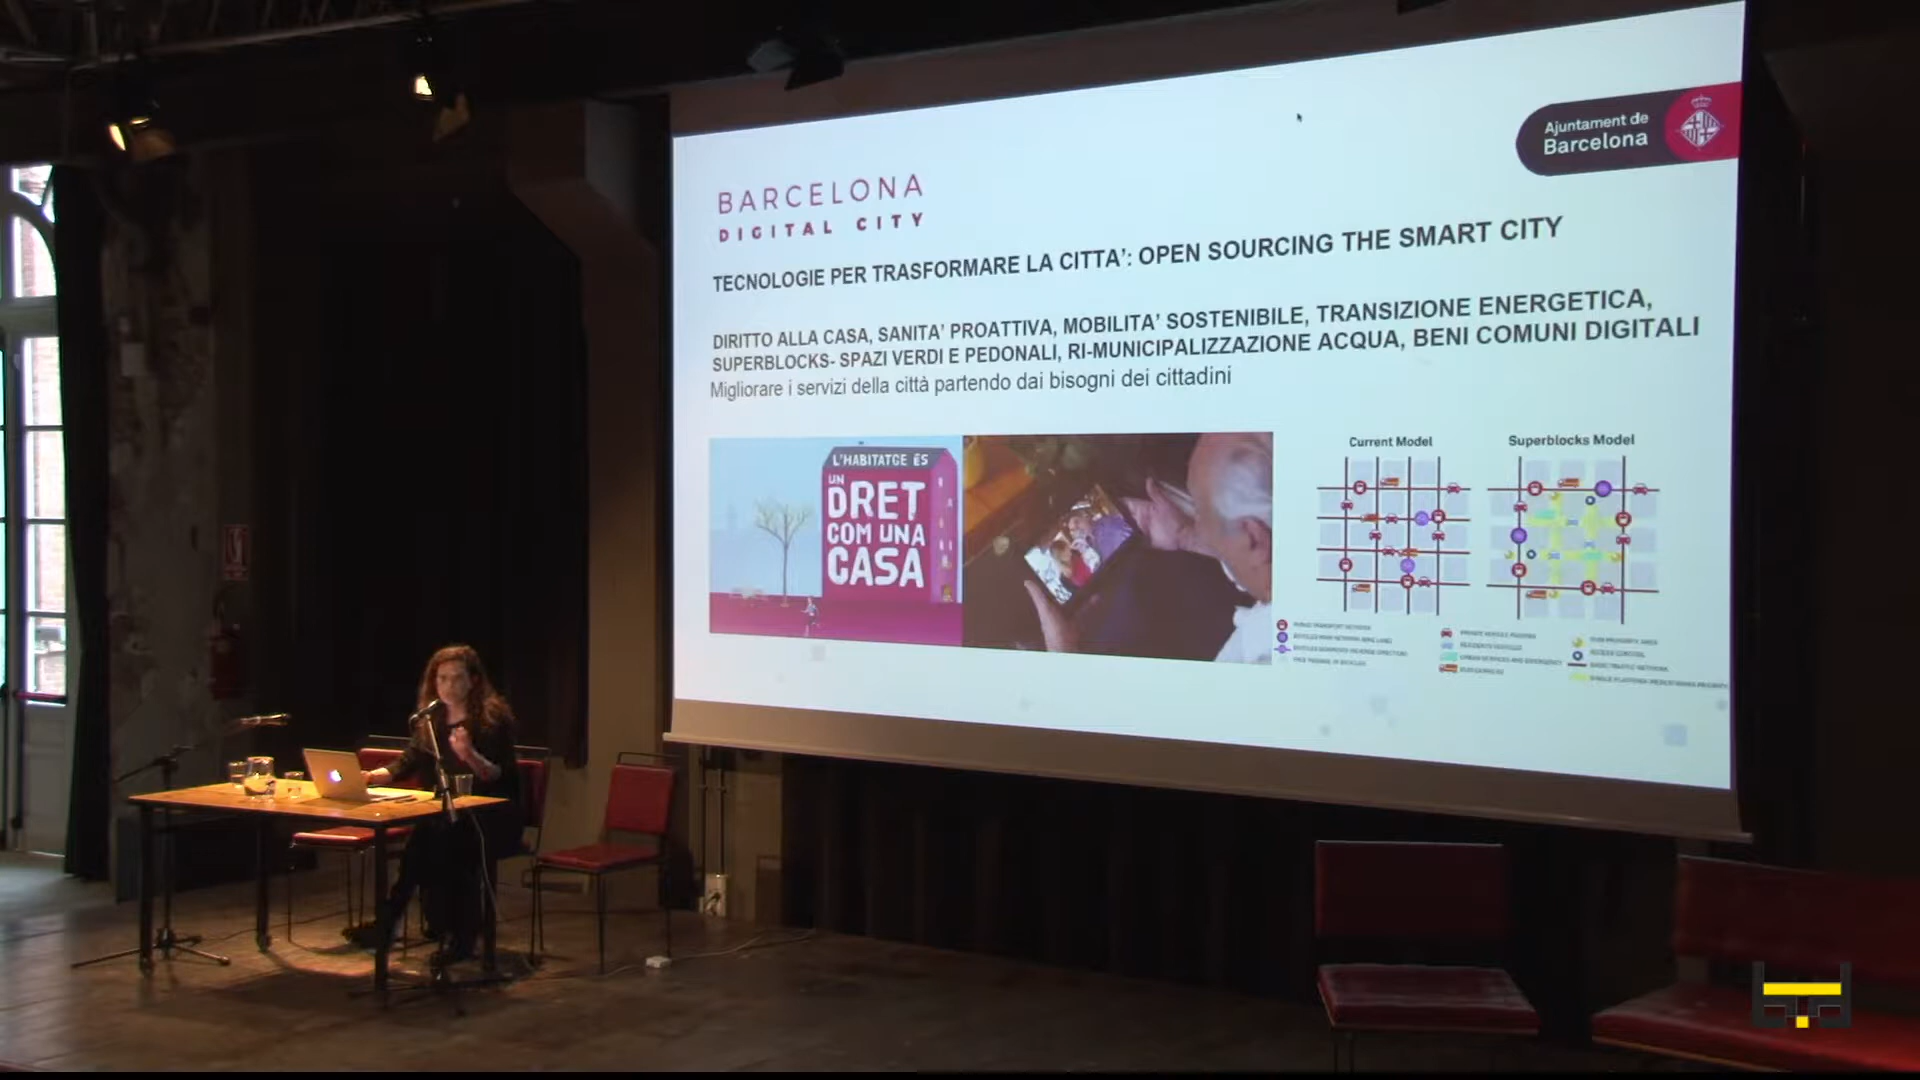 Ajuntament de
Barcelona
BARCELONA
DIGITAL CITY
TECNOLOGIE PER TRASFORMARE LA CITTA’: OPEN SOURCING THE SMART CITY
DIRITTO ALLA CASA, SANITA’ PROATTIVA, MOBILITA’ SOSTENIBILE, TRANSIZIONE ENERGETICA,
SUPERBLOCKS- SPAZI VERDI E PEDONALI, RI-MUNICIPALIZZAZIONE ACQUA, BENI COMUNI DIGITALI
Migliorare i servizi della città partendo dai bisogni dei cittadini
L'HABITATGE ÉS
UN
DRET
COM UNA
CASA
Current Model
Superblocks Model